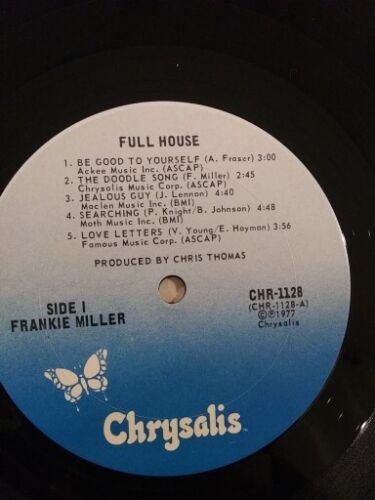 FULL HOUSE
1. BE GOOD TO YOURSELF (A. Fraser) 3:00
Ackee Music Inc. (ASCAP)
2. THE DOODLE SONG (F. Miller) 2:45
Chrysalis Music Corp. (ASCAP)
3. JEALOUS GUY (J. Lennon) 4:40
Maclen Music Inc. (BMI)
4. SEARCHING (P. Knight/B. Johnson) 4:48
Moth Music Inc. (BMI)
5. LOVE LETTERS (V. Young/E. Hayman) 3:56
Famous Music Corp. (ASCAP)
PRODUCED BY CHRIS THOMAS
SIDE I
FRANKIE MILLER
CHR-1128
(CHR-1128-A)
©℗1977
Chrysalis
Chrysalis